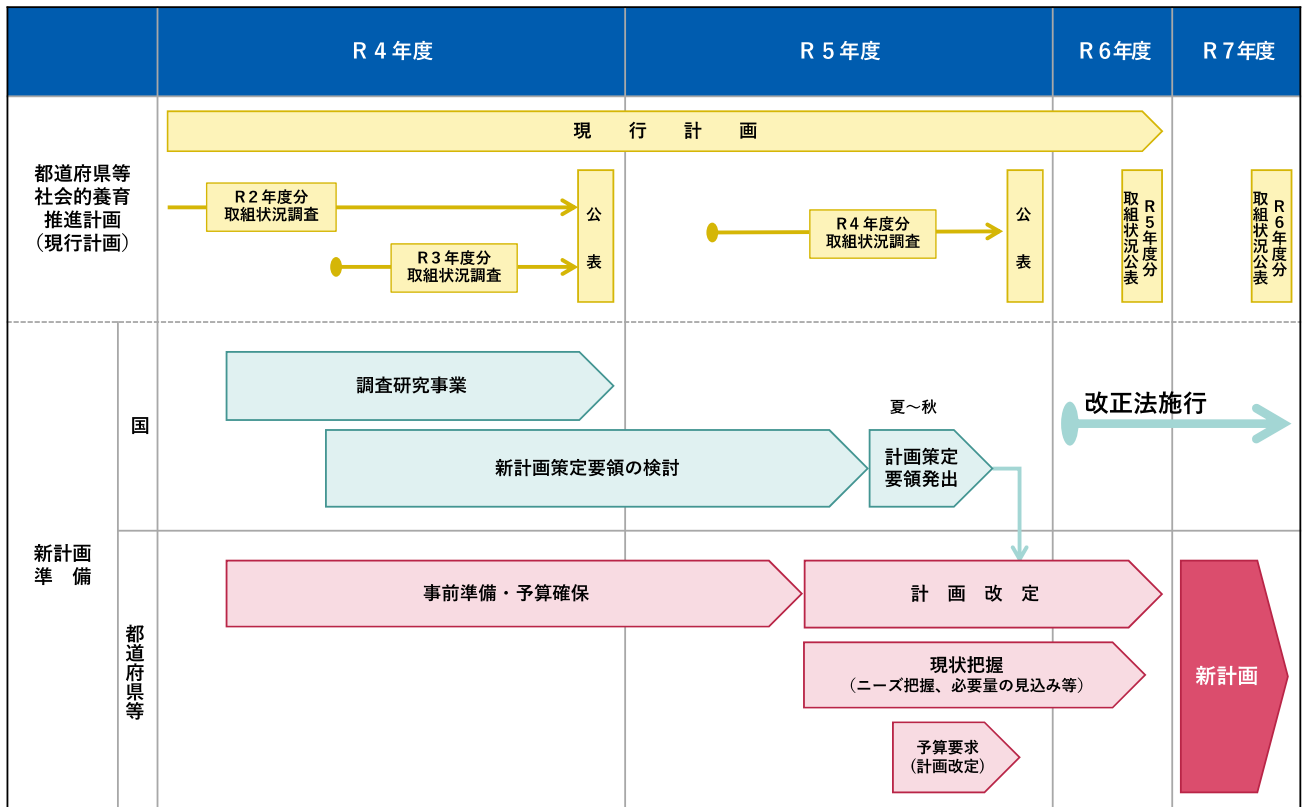 R４年度
R５年度
R６年度
R７年度
都道府県等
社会的養育
推進計画
（現行計画）
現　行　計　画
R２年度分
取組状況調査
R３年度分
取組状況調査
公表
R４年度分
取組状況調査
公表
R５年度分
取組状況公表
R６年度分
取組状況公表
新計画
準　備
国
調査研究事業
新計画策定要領の検討
夏～秋
計画策定
要領発出
改正法施行
都道府県等
事前準備・予算確保
計　画　改　定
現状把握
（ニーズ把握、必要量の見込み等）
予算要求
（計画改定）
新計画